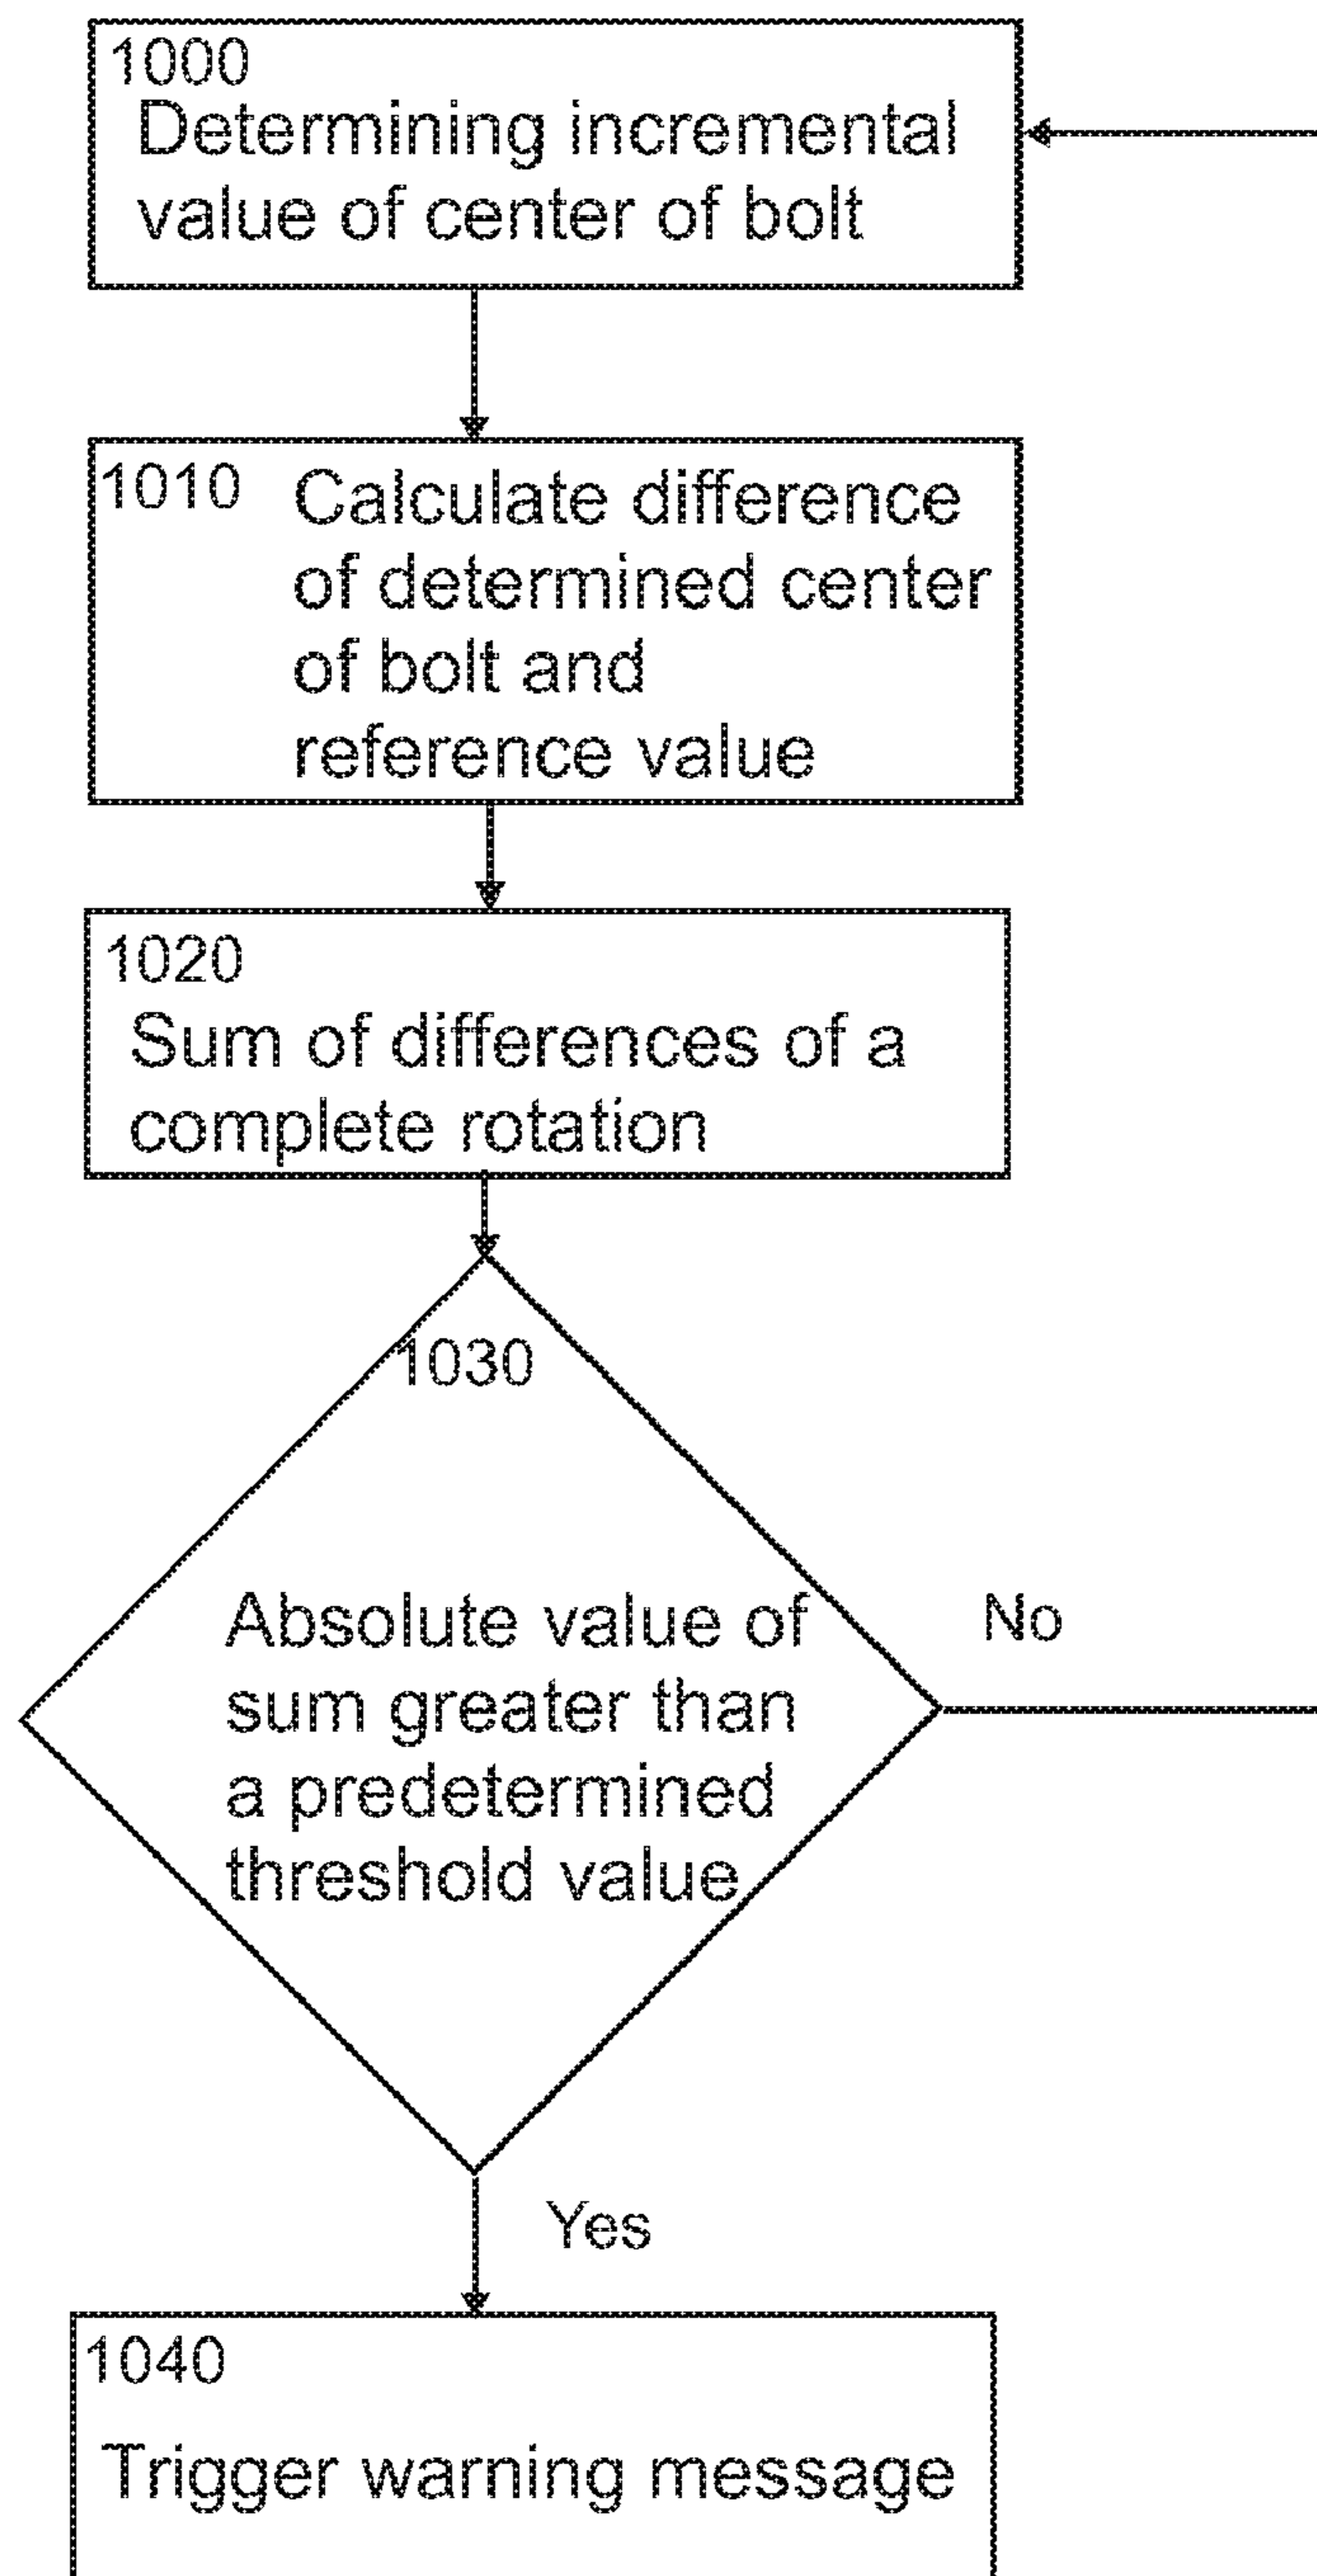 1000
Determining incremental
value of center of bolt
1010 Calculate difference
of determined center
of bolt and
reference value
1020
Sum of differences of a
complete rotation
1030
Absolute value of
sum greater than
a predetermined
threshold value
No
Yes
1040
Trigger warning message